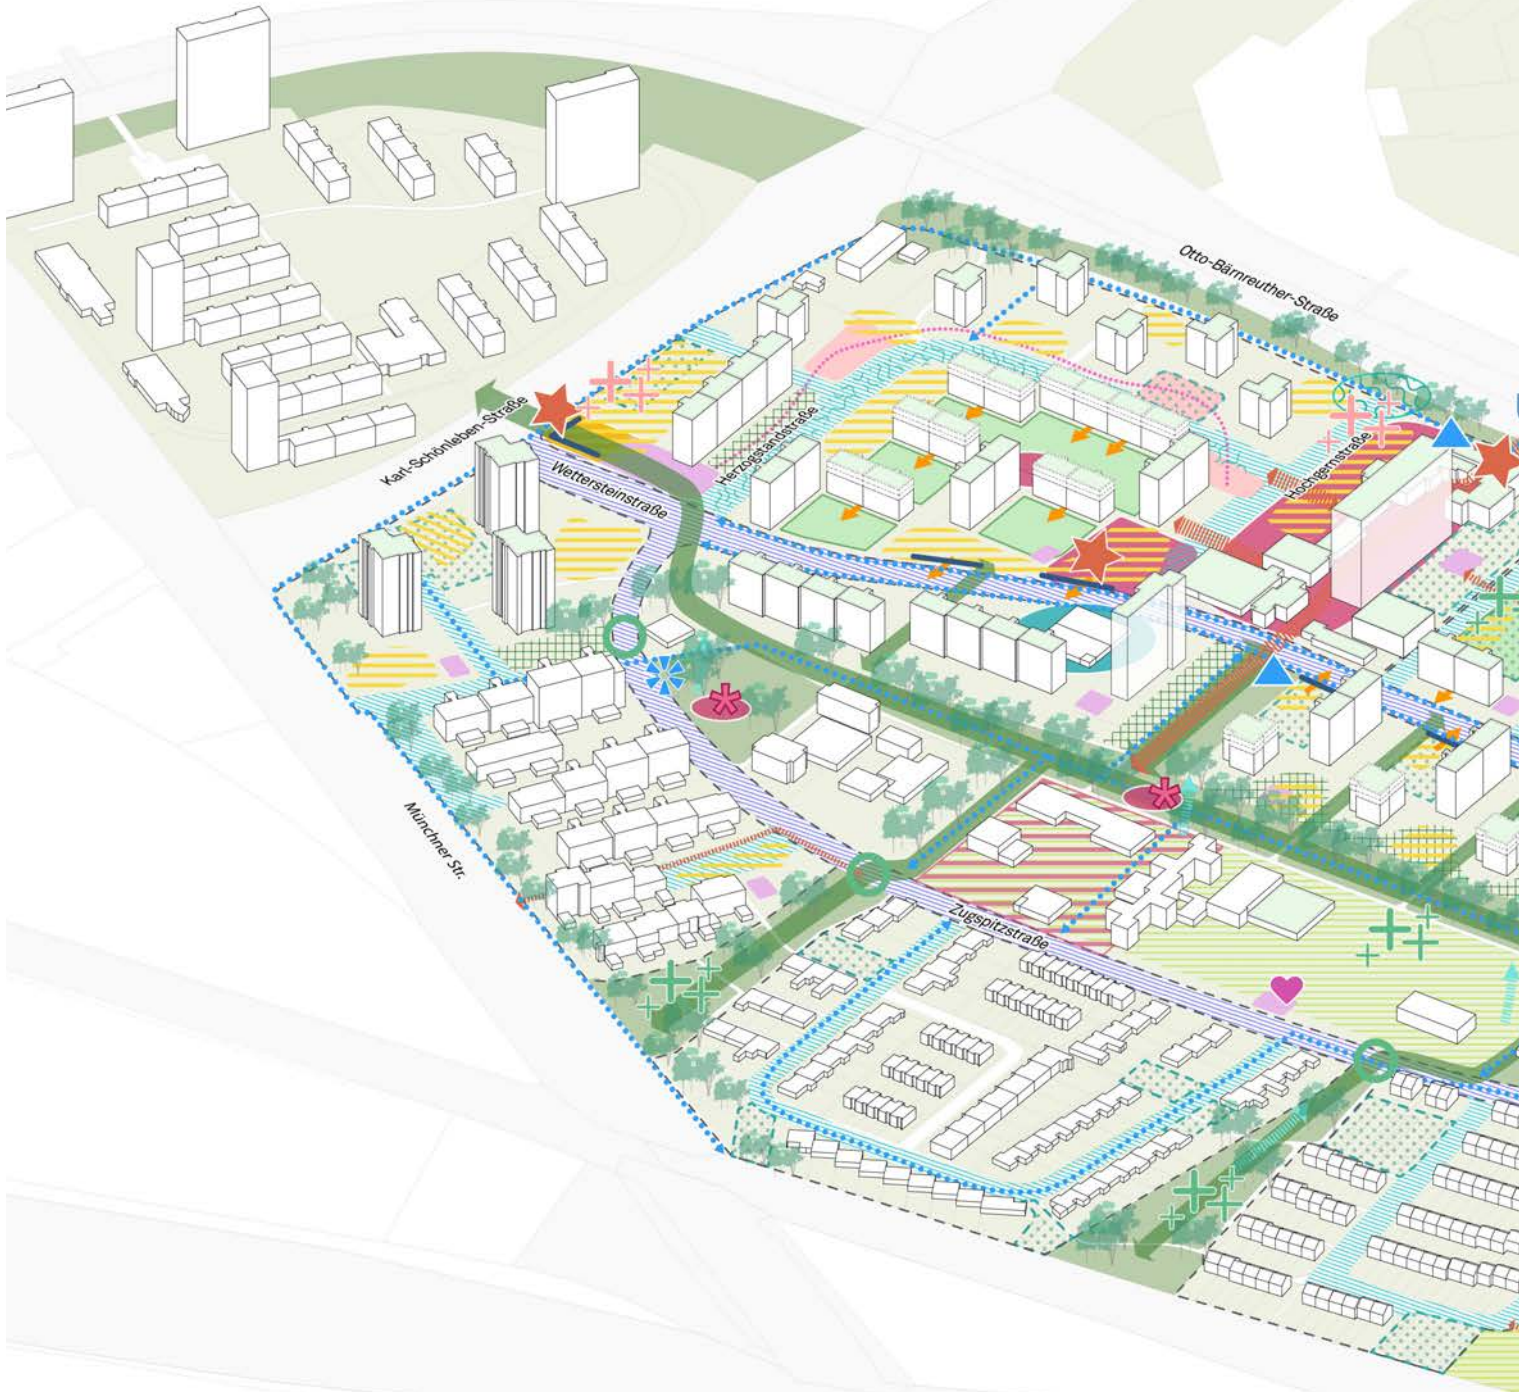 Otto-Bärnreuther-Straße
Karl-Schönleben-Straße
Wettersteinstraße
Herzogstandstraße
Hochgernstraße
Münchner Str.
Zugspitzstraße